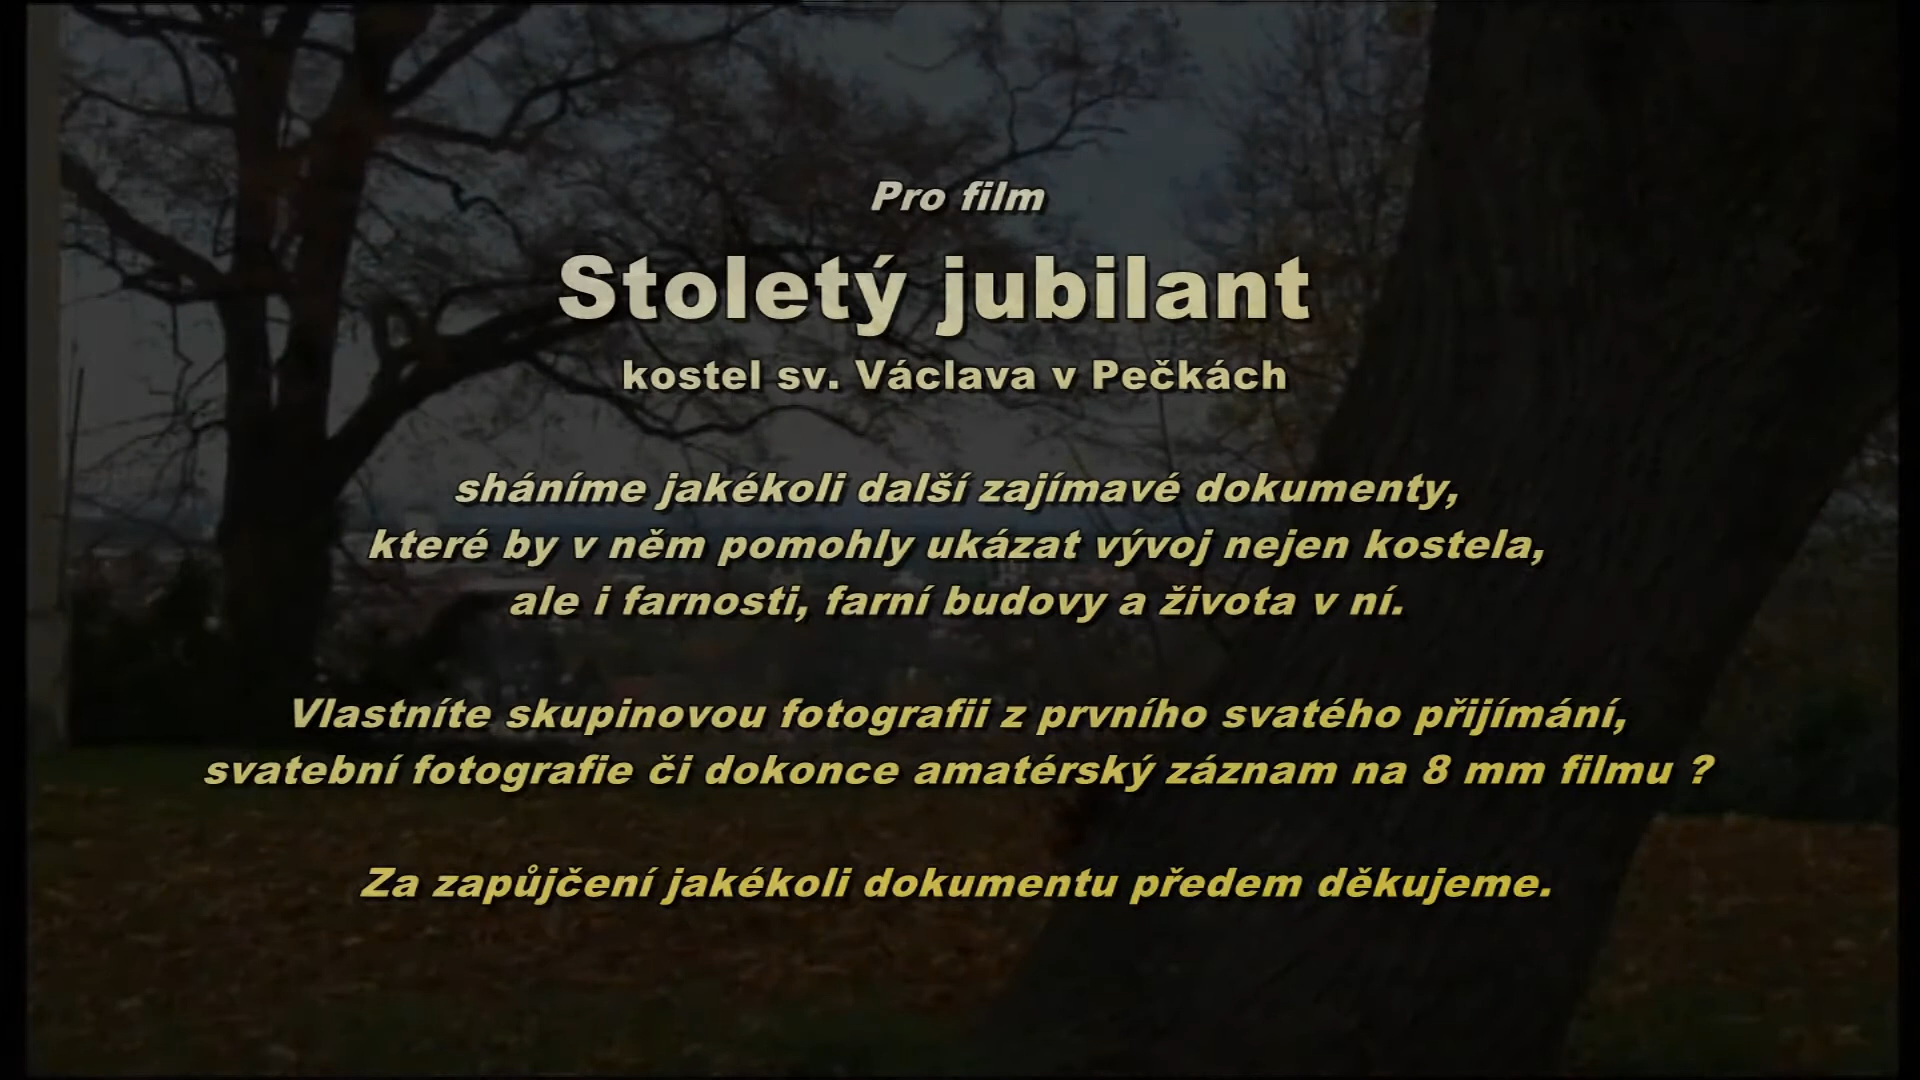 Pro film
Stoletý jubilant
kostel sv. Václava v Pečkách
sháníme jakékoli další zajímavé dokumenty,
které by v něm pomohly ukázat vývoj nejen kostela,
ale i farnosti, farní budovy a života v ní.
Vlastníte skupinovou fotografii z prvního svatého přijímání,
svatební fotografie či dokonce amatérský záznam na 8 mm filmu ?
Za zapůjčení jakékoli dokumentu předem děkujeme.